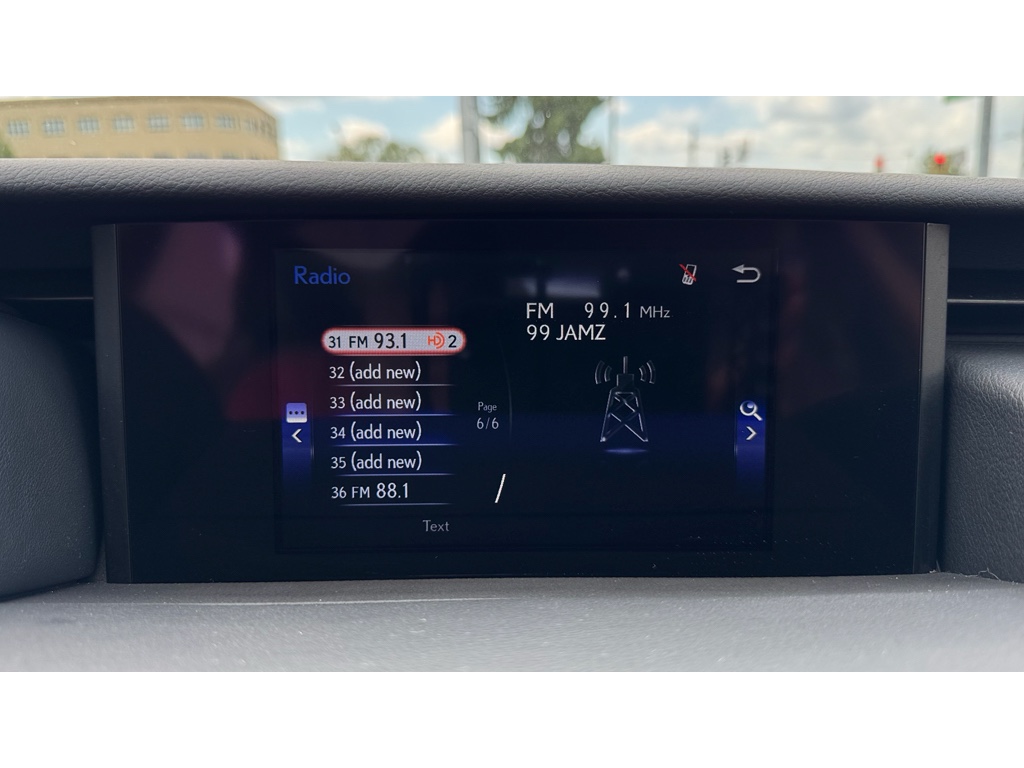 Radio
FM 99.1 MHz
99 JAMZ
31 FM 93.1 HD 2
32 (add new)
33 (add new)
34 (add new)
35 (add new)
36 FM 88.1
Page
6/6
Text